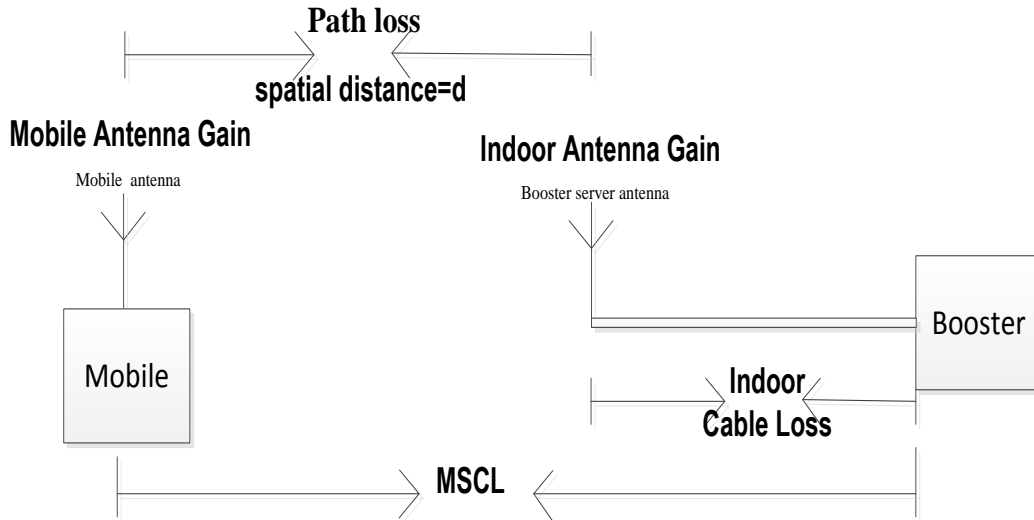 Path loss
spatial distance=d
Mobile Antenna Gain
Indoor Antenna Gain
Mobile antenna
Booster server antenna
Mobile
Booster
Indoor
Cable Loss
MSCL